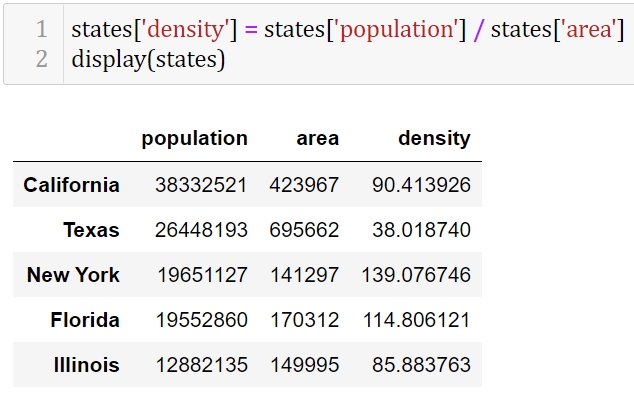 1 states['density'] = states['population'] / states['area']
2 display(states)
population area density
California 38332521 423967 90.413926
Texas 26448193 695662 38.018740
New York 19651127 141297 139.076746
Florida 19552860 170312 114.806121
Illinois 12882135 149995 85.883763